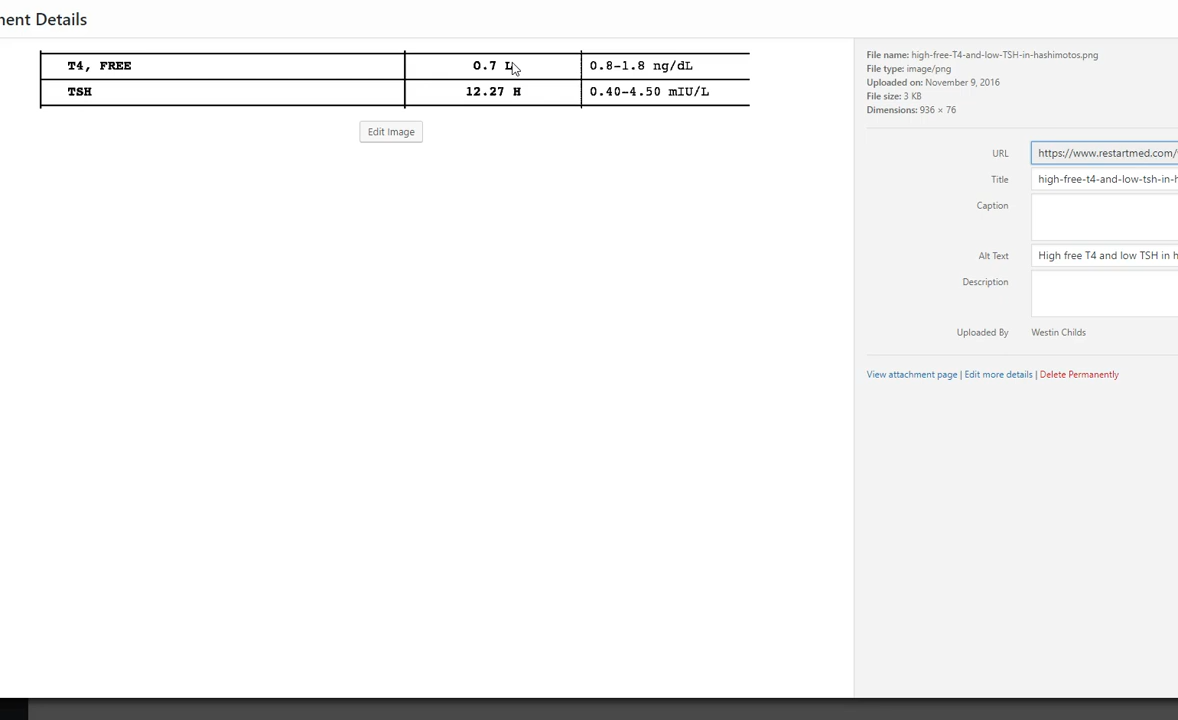 ment Details
T4, FREE 0.7 L 0.8-1.8 ng/dL
TSH 12.27 H 0.40-4.50 mIU/L
Edit Image
File name: high-free-T4-and-low-TSH-in-hashimotos.png
File type: image/png
Uploaded on: November 9, 2016
File size: 3 KB
Dimensions: 936 × 76
URL https://www.restartmed.com/
Title high-free-t4-and-low-tsh-in-h
Caption
Alt Text High free T4 and low TSH in h
Description
Uploaded By Westin Childs
View attachment page | Edit more details | Delete Permanently